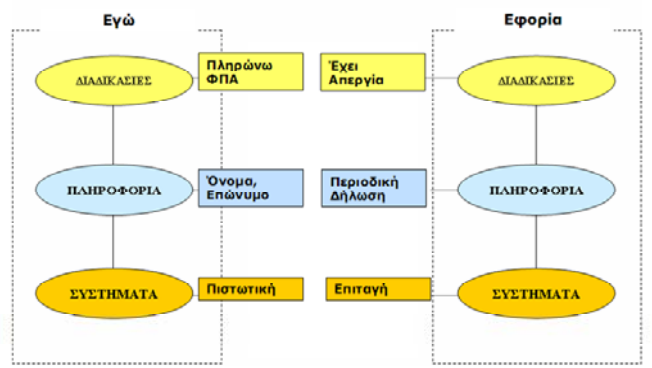 Εγώ
Εφορία
ΔΙΑΔΙΚΑΣΙΕΣ
Πληρώνω
ΦΠΑ
Έχει
Απεργία
ΔΙΑΔΙΚΑΣΙΕΣ
ΠΛΗΡΟΦΟΡΙΑ
Όνομα,
Επώνυμο
Περιοδική
Δήλωση
ΠΛΗΡΟΦΟΡΙΑ
ΣΥΣΤΗΜΑΤΑ
Πιστωτική
Επιταγή
ΣΥΣΤΗΜΑΤΑ